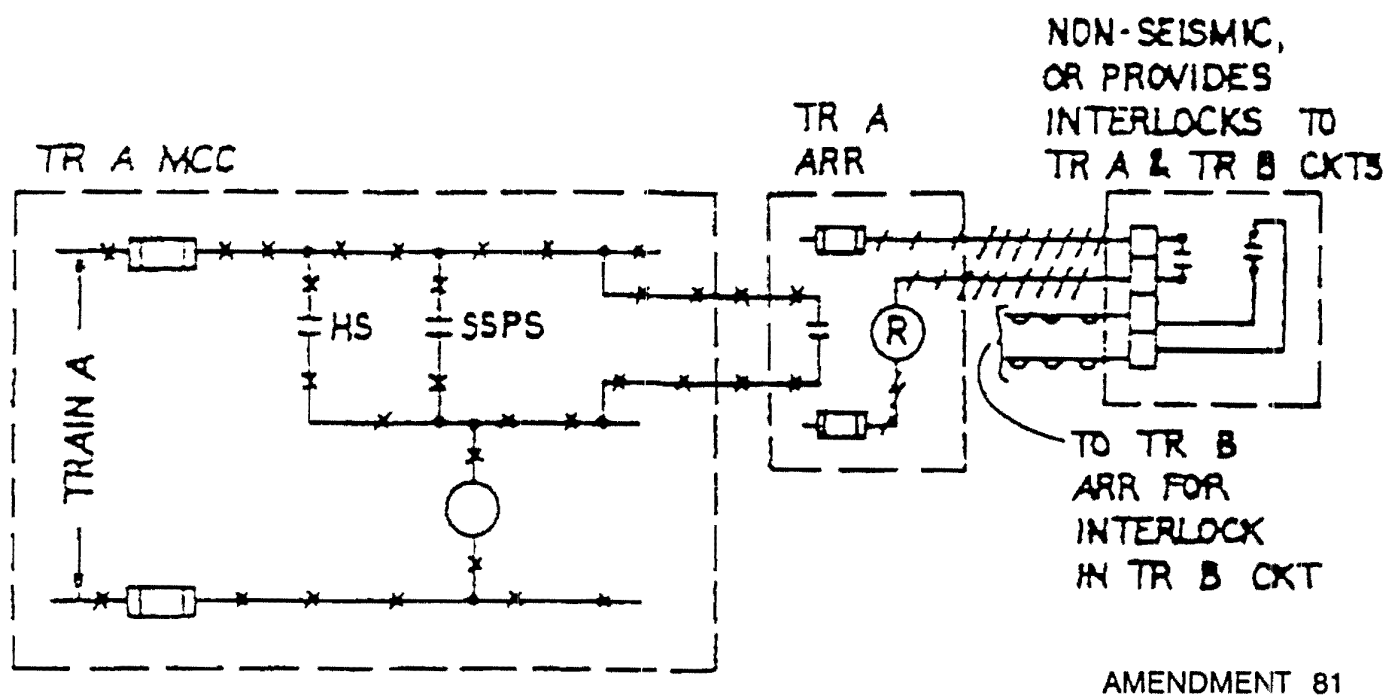 NON-SEISMIC,
OR PROVIDES
INTERLOCKS TO
TR A & TR B CKTS
TR A
ARR
TR A MCC
HS
SSPS
R
TRAIN A
TO TR B
ARR FOR
INTERLOCK
IN TR B CKT
AMENDMENT 81